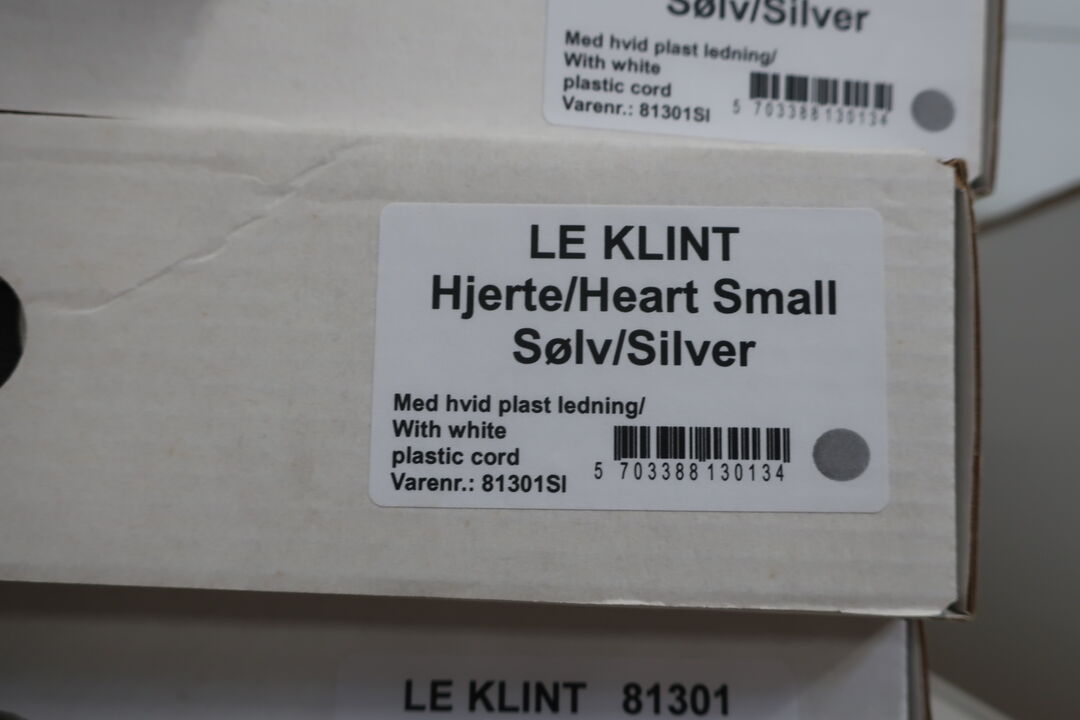 Sølv/Silver
Med hvid plast ledning/
With white
plastic cord
Varenr.: 81301SI
5 703388 130134
LE KLINT
Hjerte/Heart Small
Sølv/Silver
Med hvid plast ledning/
With white
plastic cord
Varenr.: 81301SI
5 703388 130134
LE KLINT 81301